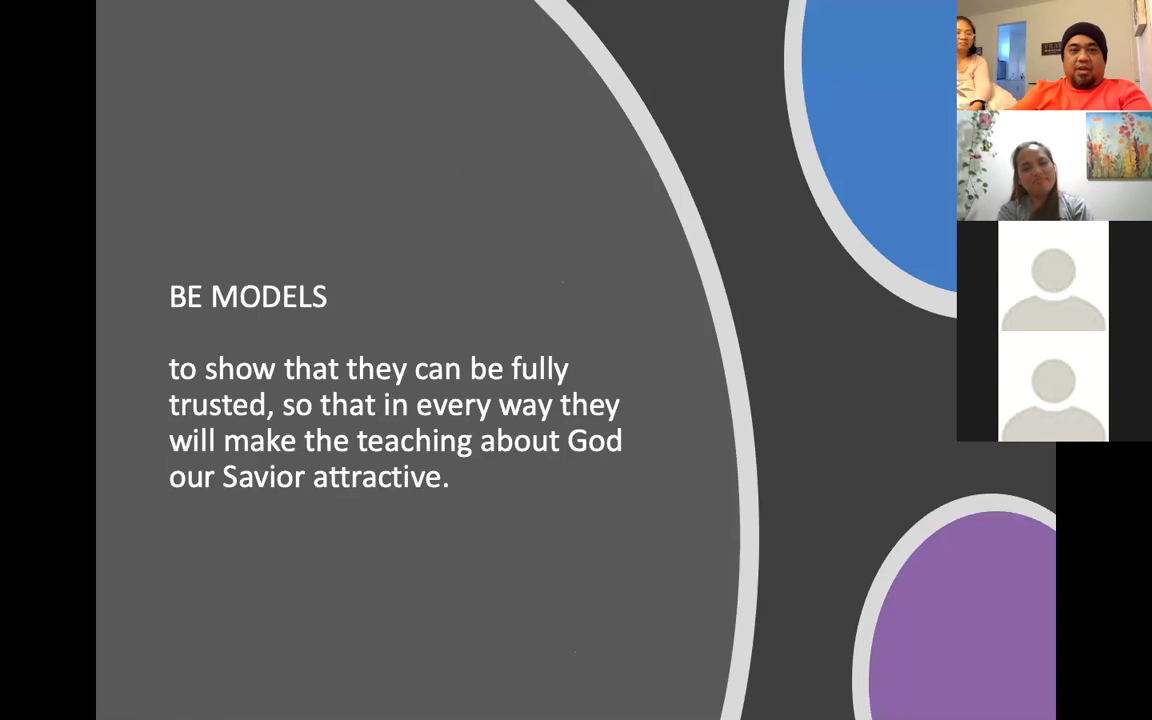 BE MODELS
to show that they can be fully
trusted, so that in every way they
will make the teaching about God
our Savior attractive.